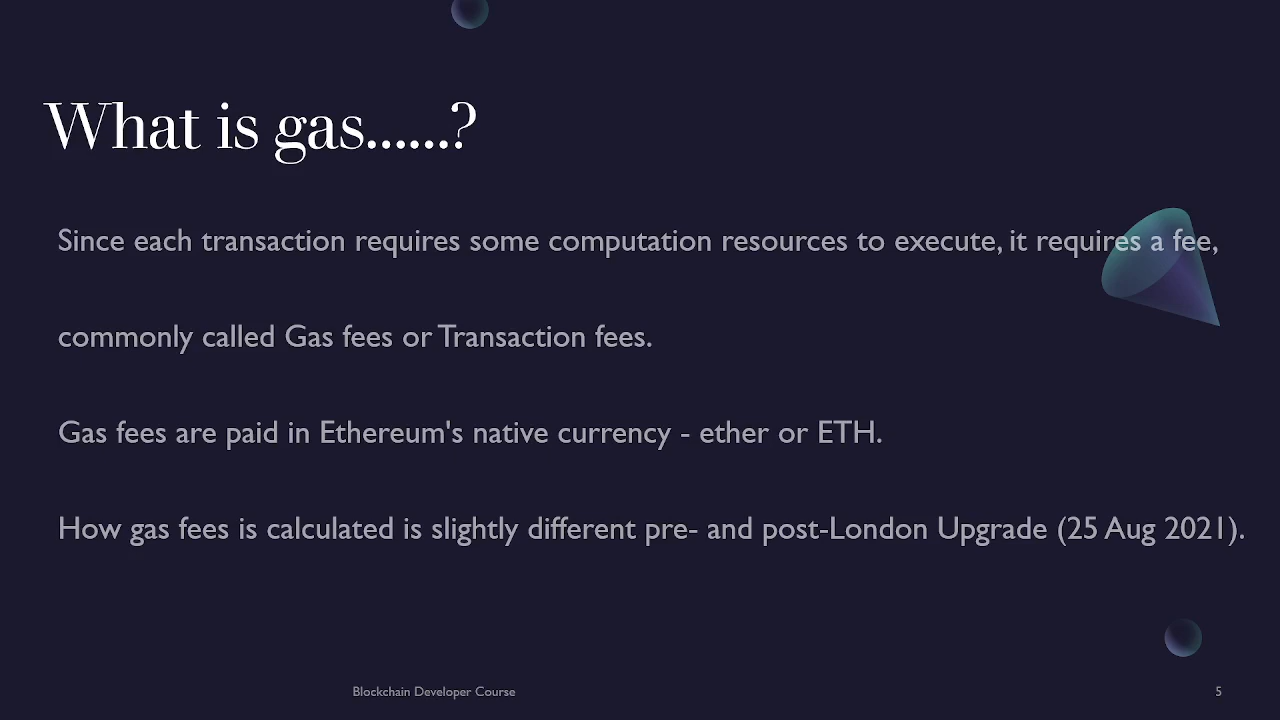 What is gas......?
Since each transaction requires some computation resources to execute, it requires a fee,
commonly called Gas fees or Transaction fees.
Gas fees are paid in Ethereum's native currency - ether or ETH.
How gas fees is calculated is slightly different pre- and post-London Upgrade (25 Aug 2021).
Blockchain Developer Course
5